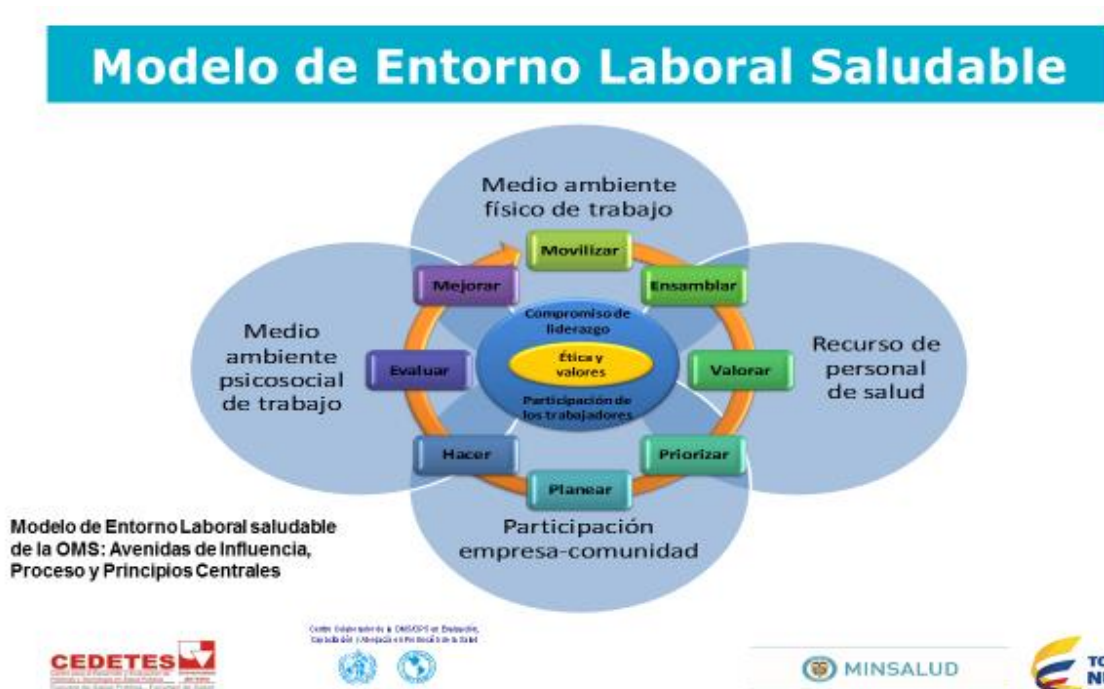 Modelo de Entorno Laboral Saludable
Medio ambiente
físico de trabajo
Movilizar
Mejorar
Ensamblar
Compromiso de
liderazgo
Medio
ambiente
psicosocial
de trabajo
Evaluar
Ética y
valores
Valorar
Recurso de
personal
de salud
Participación de
los trabajadores
Hacer
Priorizar
Planear
Participación
empresa-comunidad
Modelo de Entorno Laboral saludable
de la OMS: Avenidas de Influencia,
Proceso y Principios Centrales
CEDETES
MINSALUD